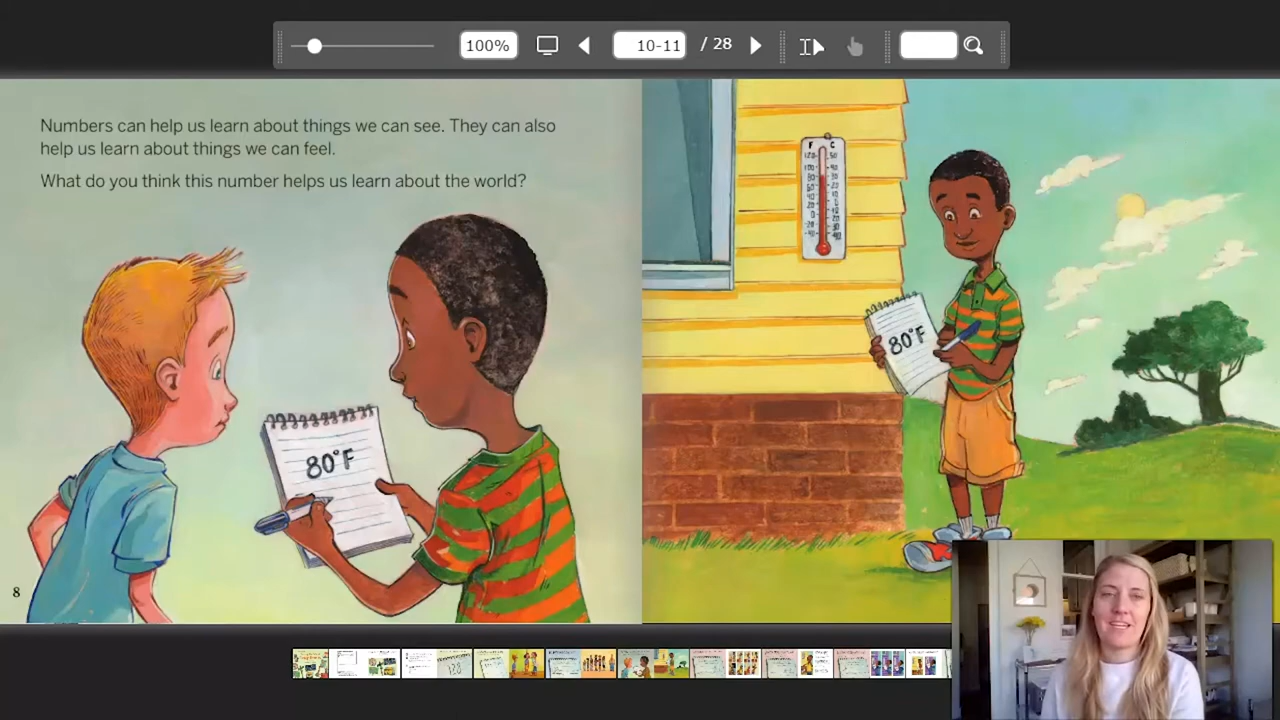 100%
10-11
/ 28
Numbers can help us learn about things we can see. They can also
help us learn about things we can feel.
What do you think this number helps us learn about the world?
80°F
8
F C
80°F